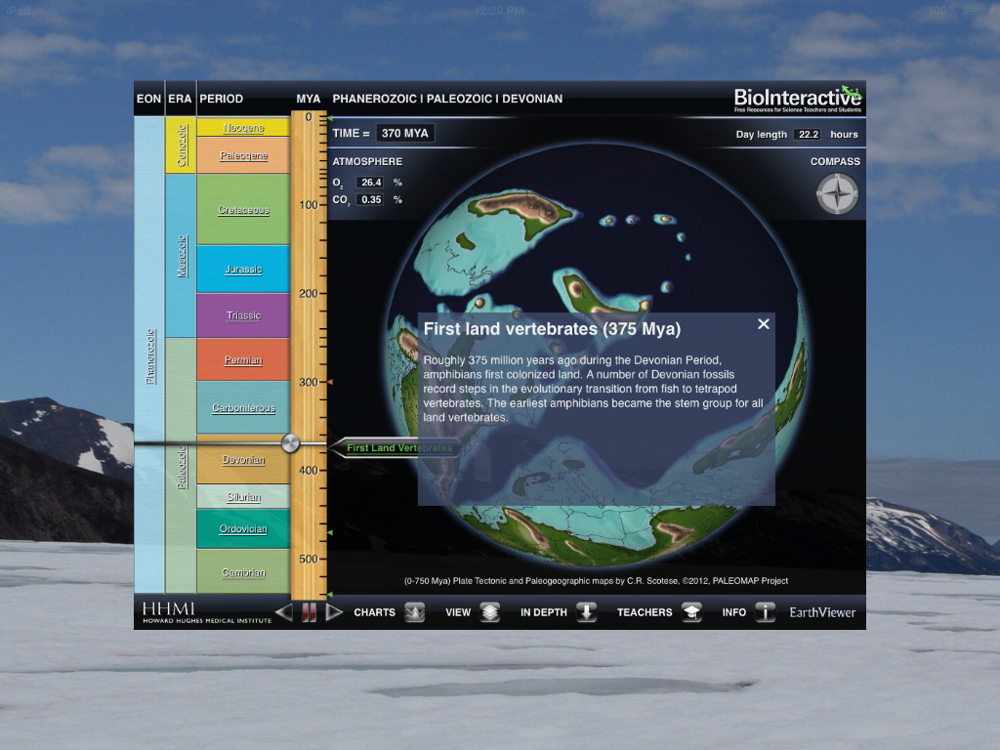 iPad
12:29 PM
100%
EON
ERA
PERIOD
MYA
PHANEROZOIC | PALEOZOIC | DEVONIAN
BioInteractive
Free Resources for Science Teachers and Students
TIME = 370 MYA
Day length 22.2 hours
ATMOSPHERE
O2 26.4 %
CO2 0.35 %
COMPASS
Phanerozoic
Cenozoic
Mesozoic
Paleozoic
Neogene
Paleogene
Cretaceous
Jurassic
Triassic
Permian
Carboniferous
Devonian
Silurian
Ordovician
Cambrian
0
100
200
300
400
500
First Land Vertebrates
First land vertebrates (375 Mya)
Roughly 375 million years ago during the Devonian Period,
amphibians first colonized land. A number of Devonian fossils
record steps in the evolutionary transition from fish to tetrapod
vertebrates. The earliest amphibians became the stem group for all
land vertebrates.
(0-750 Mya) Plate Tectonic and Paleogeographic maps by C.R. Scotese, ©2012, PALEOMAP Project
HHMI
HOWARD HUGHES MEDICAL INSTITUTE
CHARTS
VIEW
IN DEPTH
TEACHERS
INFO
EarthViewer